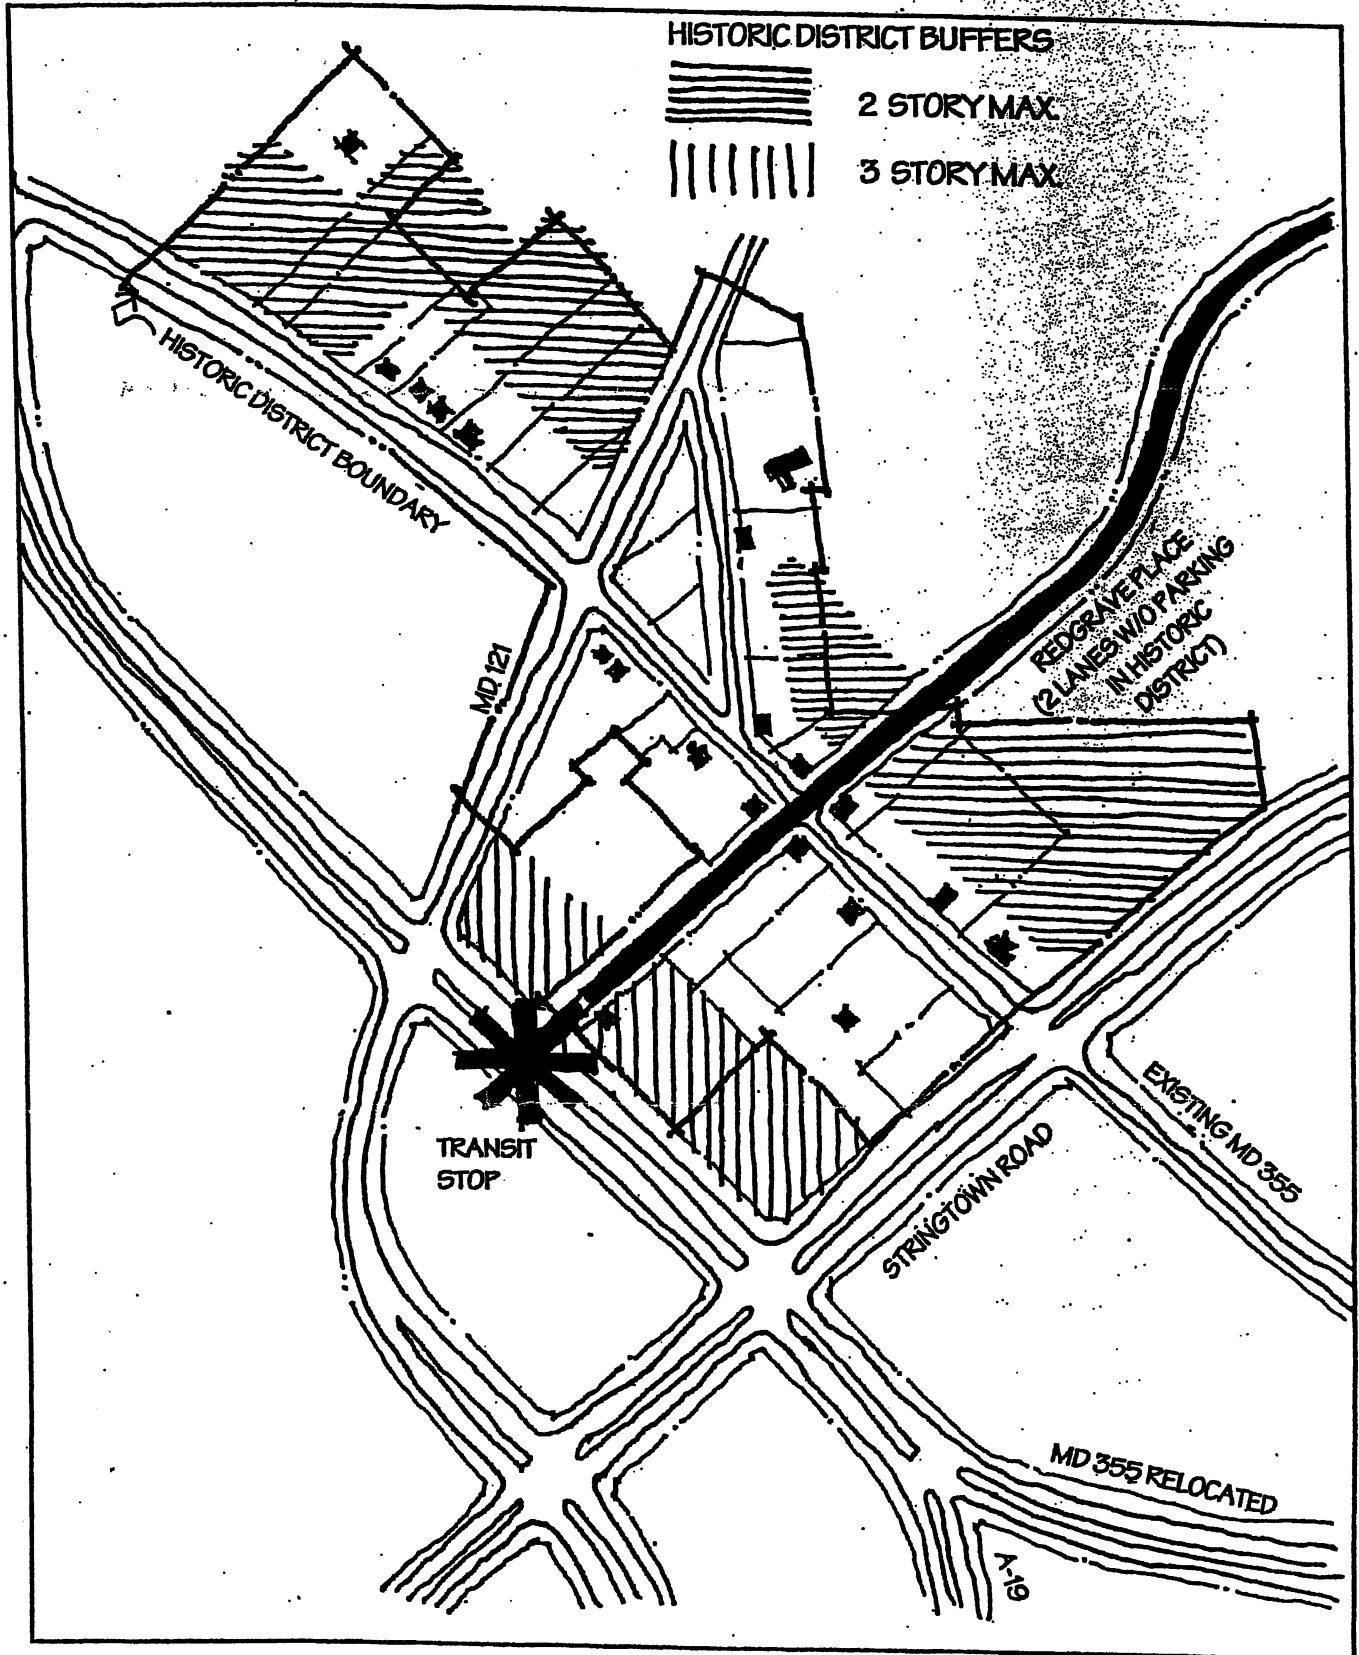 HISTORIC DISTRICT BUFFERS
2 STORY MAX.
3 STORY MAX.
HISTORIC DISTRICT BOUNDARY
REDGRAVE PLACE
(2 LANES W/O PARKING
IN HISTORIC
DISTRICT)
MD 121
TRANSIT
STOP
EXISTING MD 355
STRINGTOWN ROAD
MD 355 RELOCATED
A-19